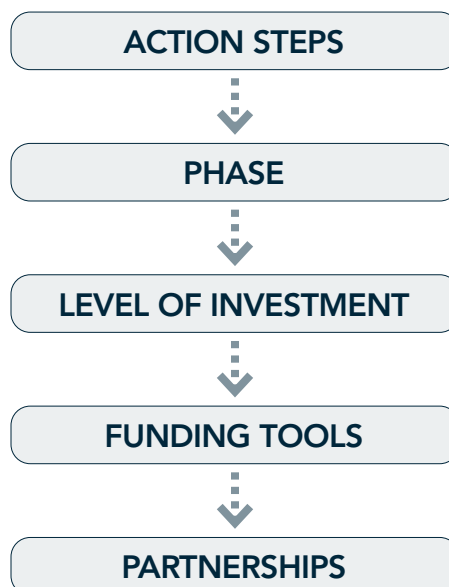 ACTION STEPS
PHASE
LEVEL OF INVESTMENT
FUNDING TOOLS
PARTNERSHIPS